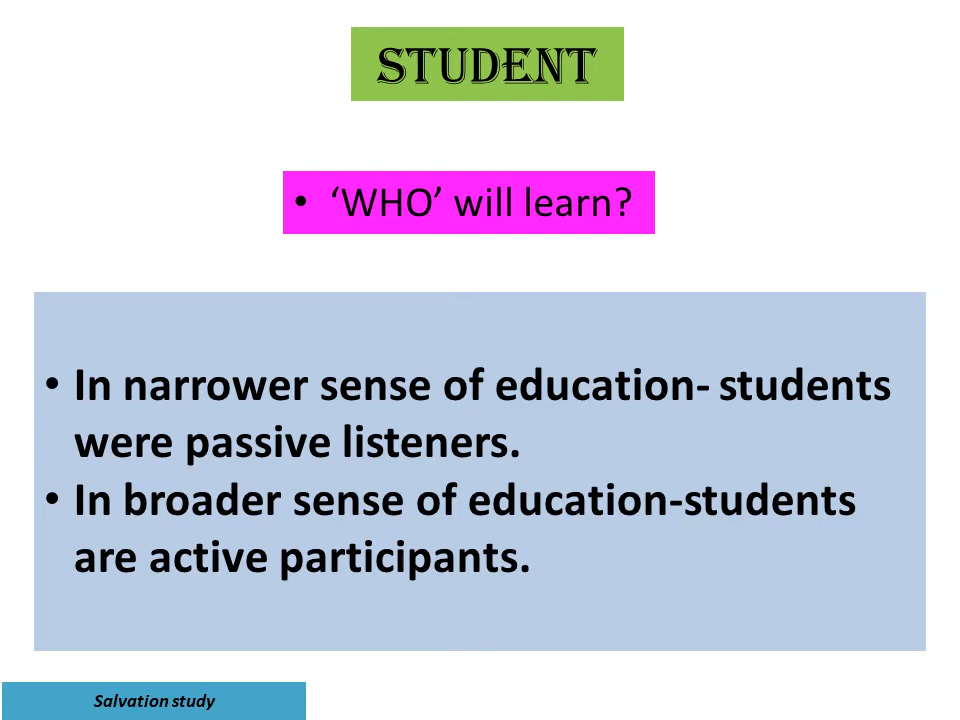 STUDENT
• ‘WHO’ will learn?
• In narrower sense of education- students
were passive listeners.
• In broader sense of education-students
are active participants.
Salvation study